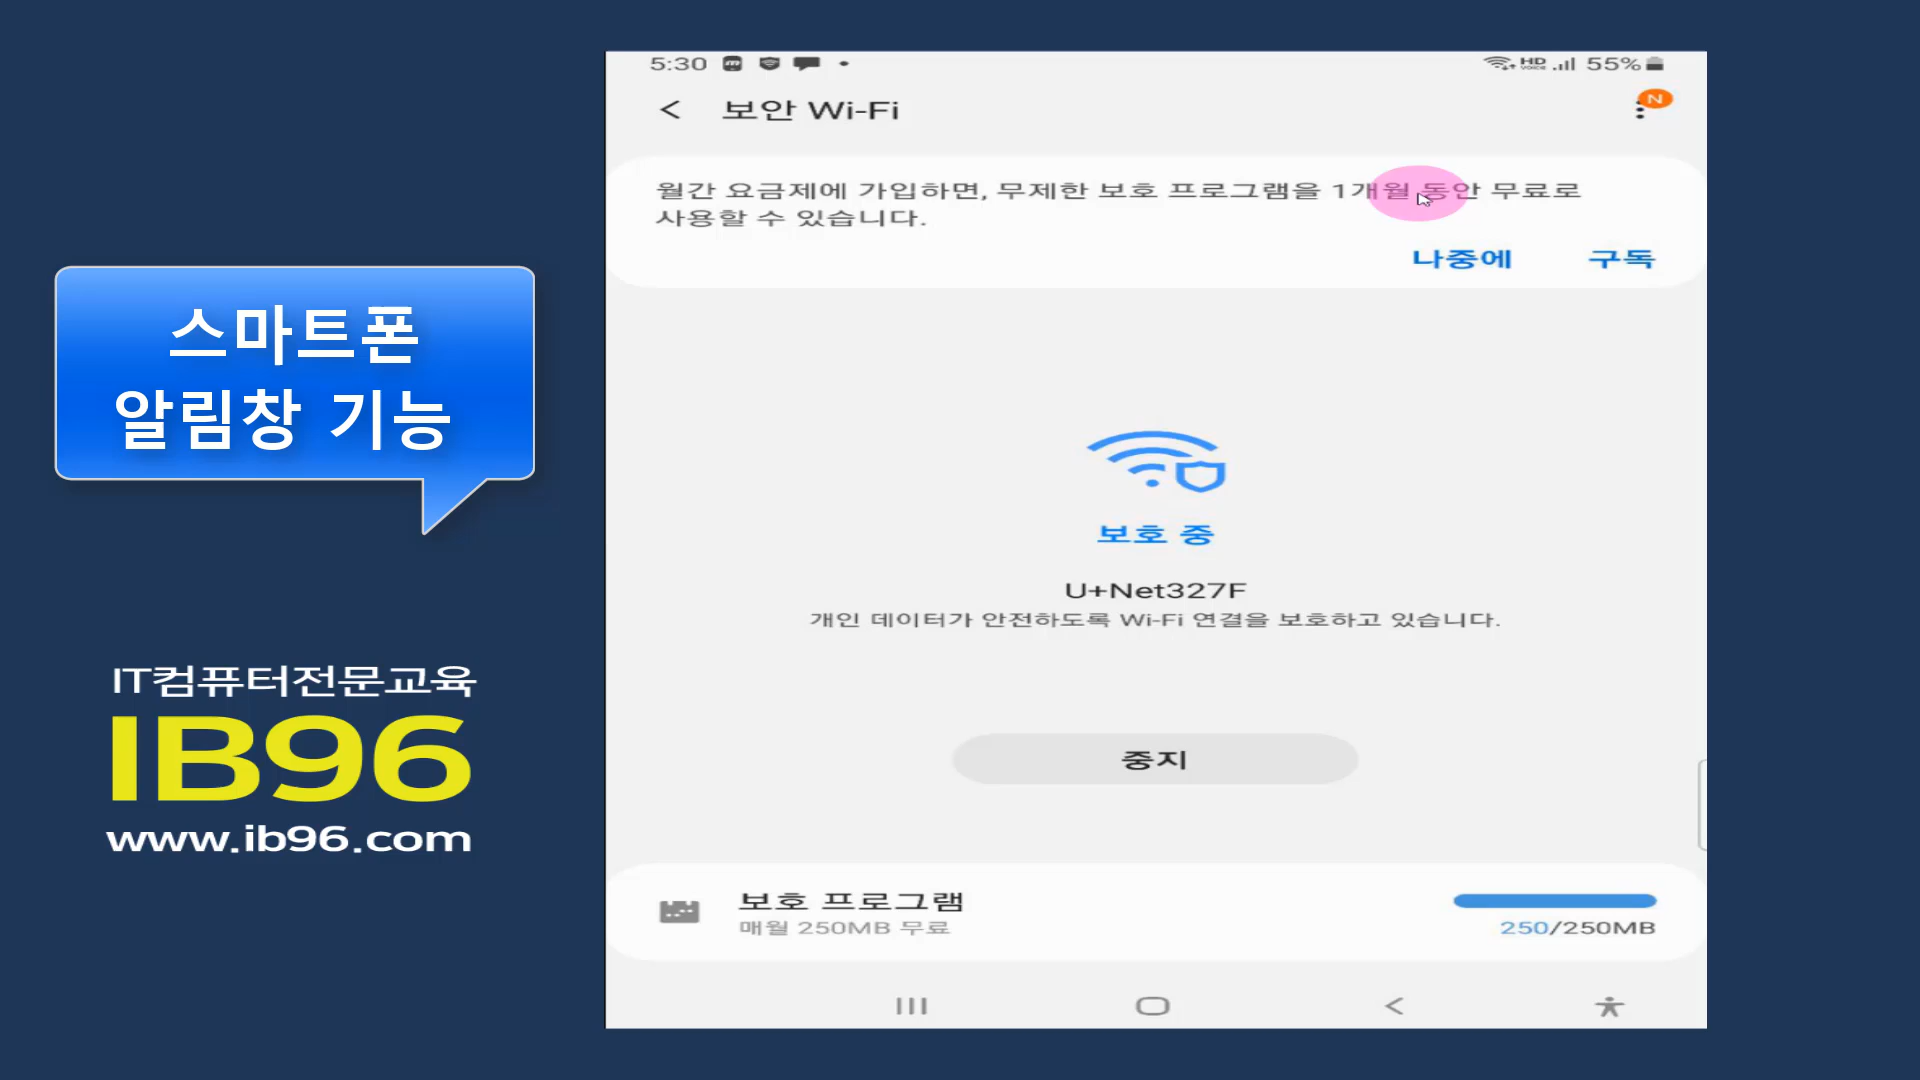 스마트폰
알림창 기능
IT컴퓨터전문교육
IB96
www.ib96.com
5:30
HD 55%
보안 Wi-Fi
N
월간 요금제에 가입하면, 무제한 보호 프로그램을 1개월 동안 무료로
사용할 수 있습니다.
나중에 구독
보호 중
U+Net327F
개인 데이터가 안전하도록 Wi-Fi 연결을 보호하고 있습니다.
중지
보호 프로그램
매월 250MB 무료
250/250MB